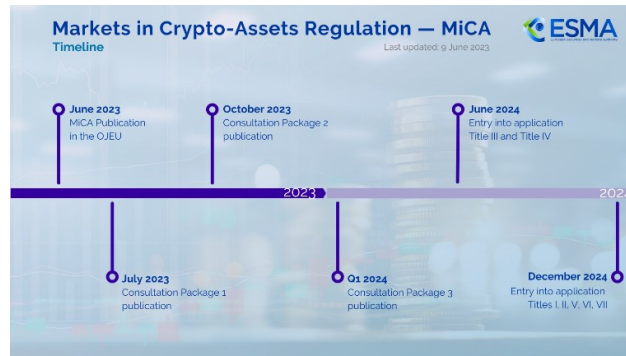 Markets in Crypto-Assets Regulation — MiCA
Timeline
Last updated: 9 June 2023
ESMA
June 2023
MiCA Publication
in the OJEU
October 2023
Consultation Package 2
publication
June 2024
Entry into application
Title III and Title IV
2023
July 2023
Consultation Package 1
publication
Q1 2024
Consultation Package 3
publication
December 2024
Entry into application
Titles I, II, V, VI, VII